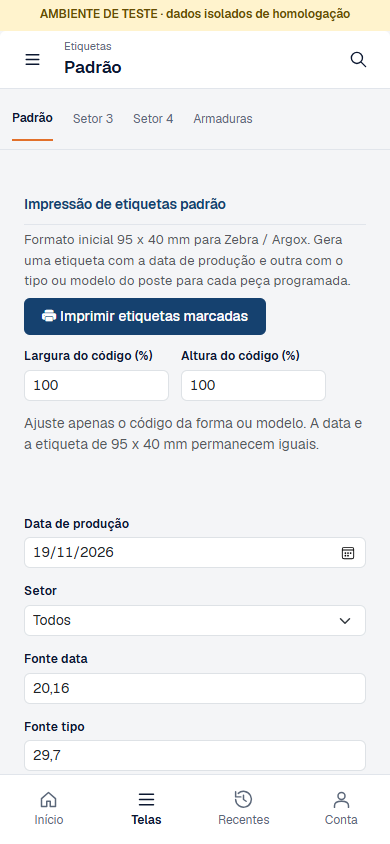 AMBIENTE DE TESTE · dados isolados de homologação
Etiquetas
Padrão
Padrão Setor 3 Setor 4 Armaduras
Impressão de etiquetas padrão
Formato inicial 95 x 40 mm para Zebra / Argox. Gera
uma etiqueta com a data de produção e outra com o
tipo ou modelo do poste para cada peça programada.
Imprimir etiquetas marcadas
Largura do código (%) Altura do código (%)
100 100
Ajuste apenas o código da forma ou modelo. A data e
a etiqueta de 95 x 40 mm permanecem iguais.
Data de produção
19/11/2026
Setor
Todos
Fonte data
20,16
Fonte tipo
29,7
Início Telas Recentes Conta